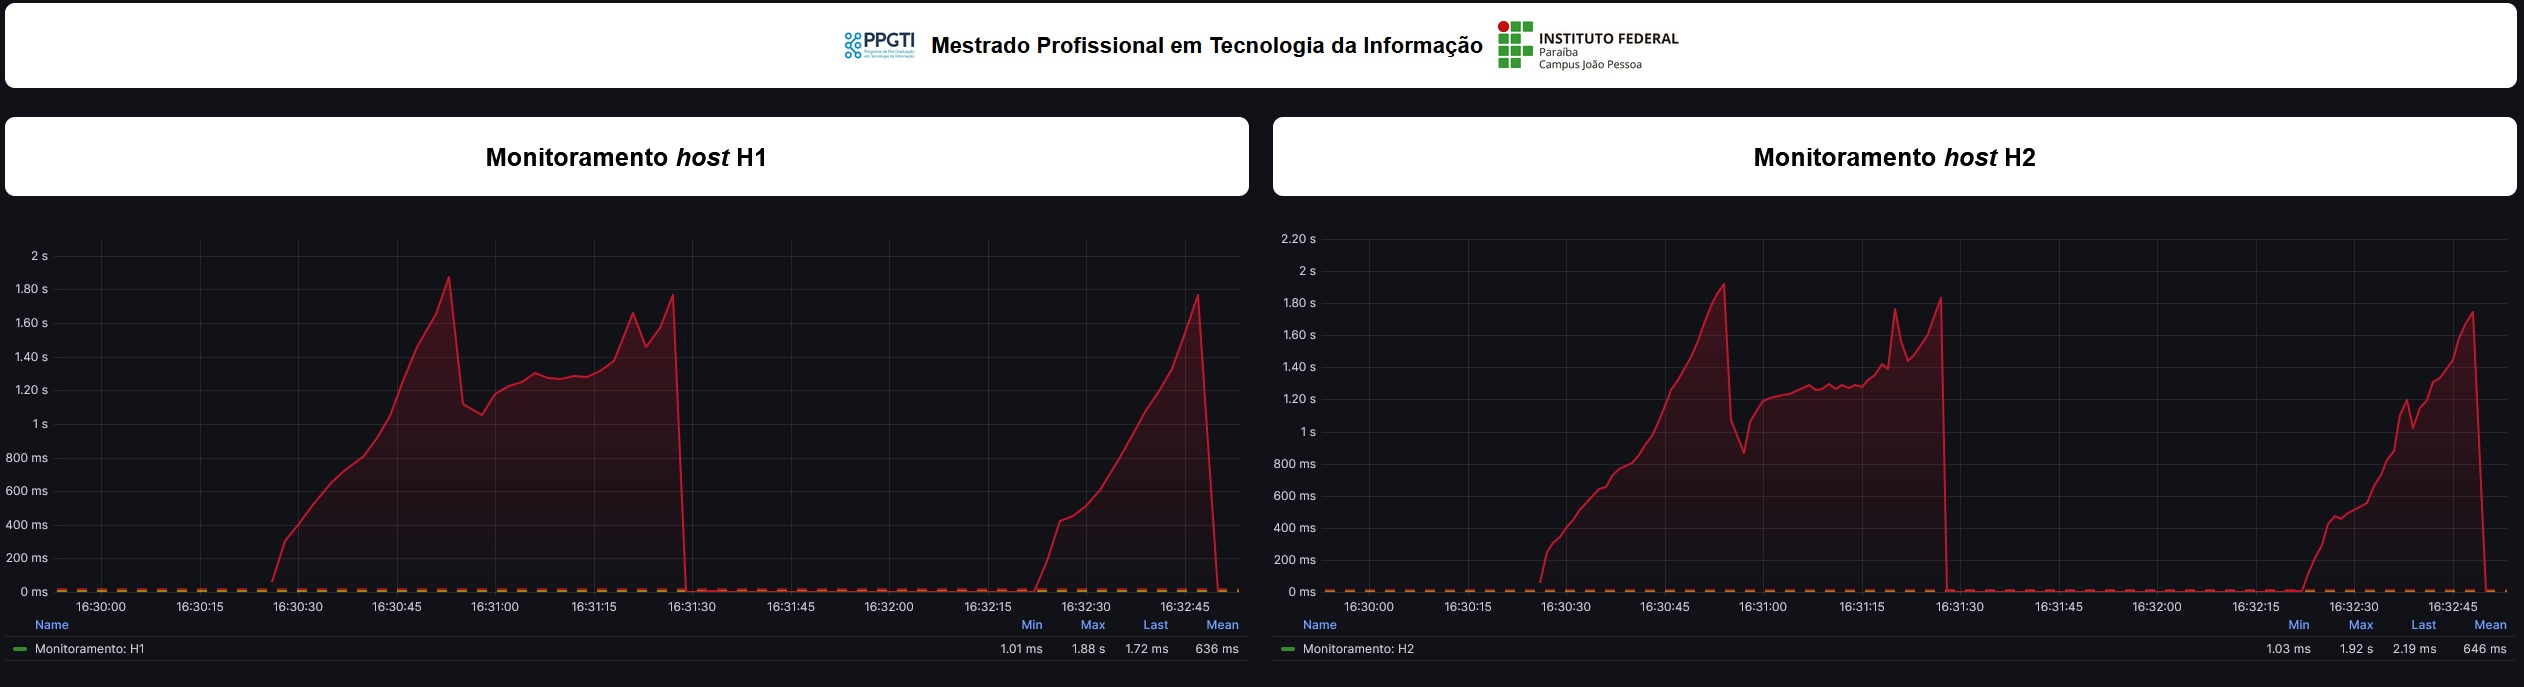 PPGTI
Mestrado Profissional em Tecnologia da Informação
INSTITUTO FEDERAL
Paraíba
Campus João Pessoa
Monitoramento host H1
2 s
1.80 s
1.60 s
1.40 s
1.20 s
1 s
800 ms
600 ms
400 ms
200 ms
0 ms
16:30:00 16:30:15 16:30:30 16:30:45 16:31:00 16:31:15 16:31:30 16:31:45 16:32:00 16:32:15 16:32:30 16:32:45
Name Min Max Last Mean
Monitoramento: H1 1.01 ms 1.88 s 1.72 ms 636 ms
Monitoramento host H2
2.20 s
2 s
1.80 s
1.60 s
1.40 s
1.20 s
1 s
800 ms
600 ms
400 ms
200 ms
0 ms
16:30:00 16:30:15 16:30:30 16:30:45 16:31:00 16:31:15 16:31:30 16:31:45 16:32:00 16:32:15 16:32:30 16:32:45
Name Min Max Last Mean
Monitoramento: H2 1.03 ms 1.92 s 2.19 ms 646 ms